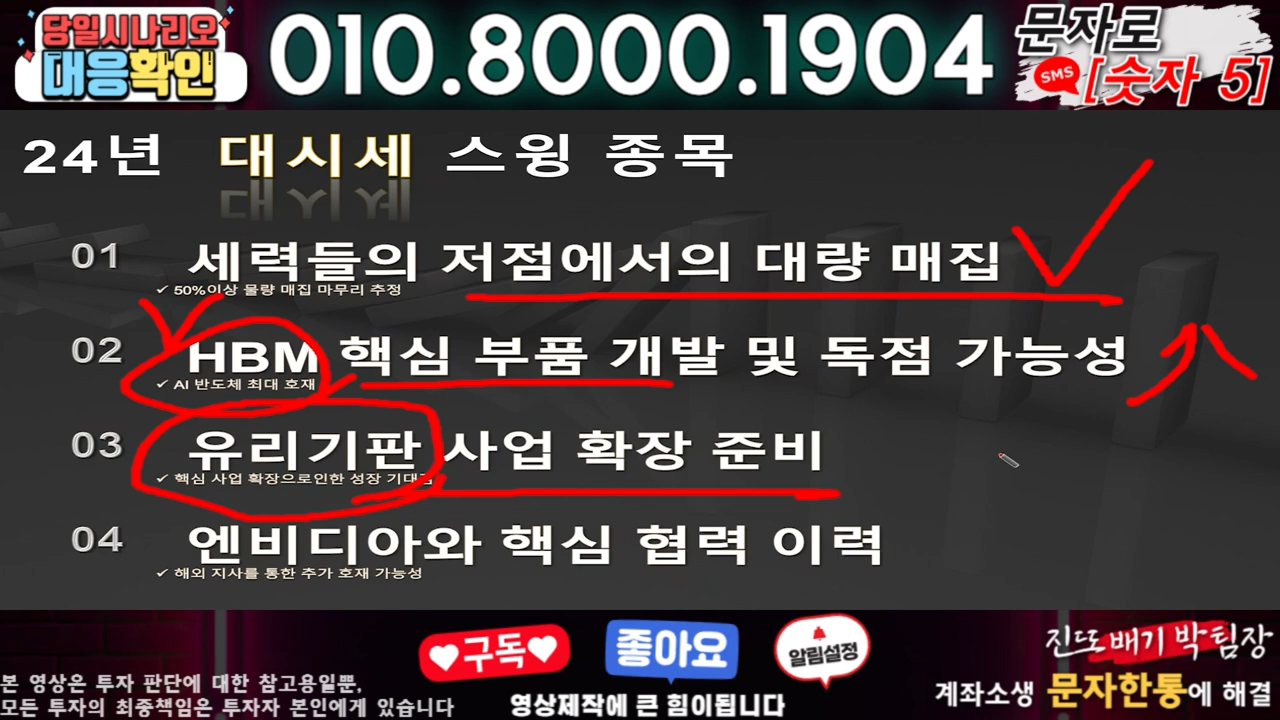 당일시나리오
대응확인
010.8000.1904
문자로
SMS
[숫자 5]
24년 대시세 스윙 종목
01 세력들의 저점에서의 대량 매집
✓ 50%이상 물량 매집 마무리 추정
02 HBM 핵심 부품 개발 및 독점 가능성
✓ AI 반도체 최대 호재
03 유리기판 사업 확장 준비
✓ 핵심 사업 확장으로인한 성장 기대감
04 엔비디아와 핵심 협력 이력
✓ 해외 지사를 통한 추가 호재 가능성
본 영상은 투자 판단에 대한 참고용일뿐,
모든 투자의 최종책임은 투자자 본인에게 있습니다
구독
좋아요
알림설정
영상제작에 큰 힘이됩니다
진또배기 박팀장
계좌소생 문자한통에 해결